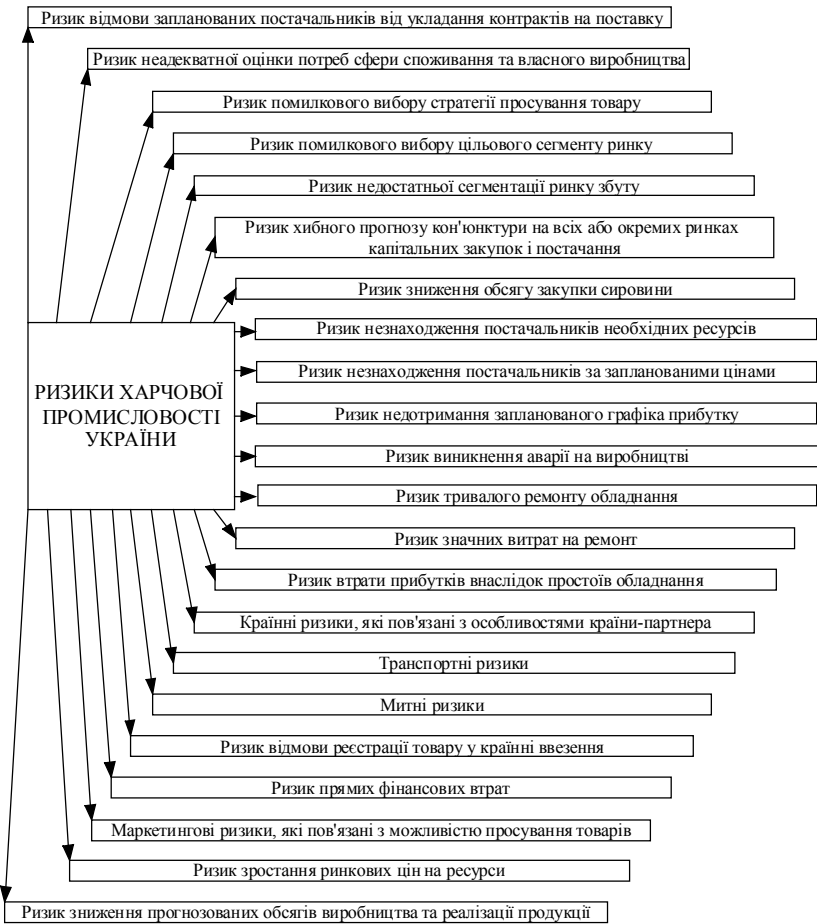 Ризик відмови запланованих постачальників від укладання контрактів на поставку
Ризик неадекватної оцінки потреб сфери споживання та власного виробництва
Ризик помилкового вибору стратегії просування товару
Ризик помилкового вибору цільового сегменту ринку
Ризик недостатньої сегментації ринку збуту
Ризик хибного прогнозу кон'юнктури на всіх або окремих ринках
капітальних закупок і постачання
Ризик зниження обсягу закупки сировини
Ризик незнаходження постачальників необхідних ресурсів
Ризик незнаходження постачальників за запланованими цінами
РИЗИКИ ХАРЧОВОЇ
ПРОМИСЛОВОСТІ
УКРАЇНИ
Ризик недотримання запланованого графіка прибутку
Ризик виникнення аварії на виробництві
Ризик тривалого ремонту обладнання
Ризик значних витрат на ремонт
Ризик втрати прибутків внаслідок простоїв обладнання
Країнні ризики, які пов'язані з особливостями країни-партнера
Транспортні ризики
Митні ризики
Ризик відмови реєстрації товару у країнні ввезення
Ризик прямих фінансових втрат
Маркетингові ризики, які пов'язані з можливістю просування товарів
Ризик зростання ринкових цін на ресурси
Ризик зниження прогнозованих обсягів виробництва та реалізації продукції